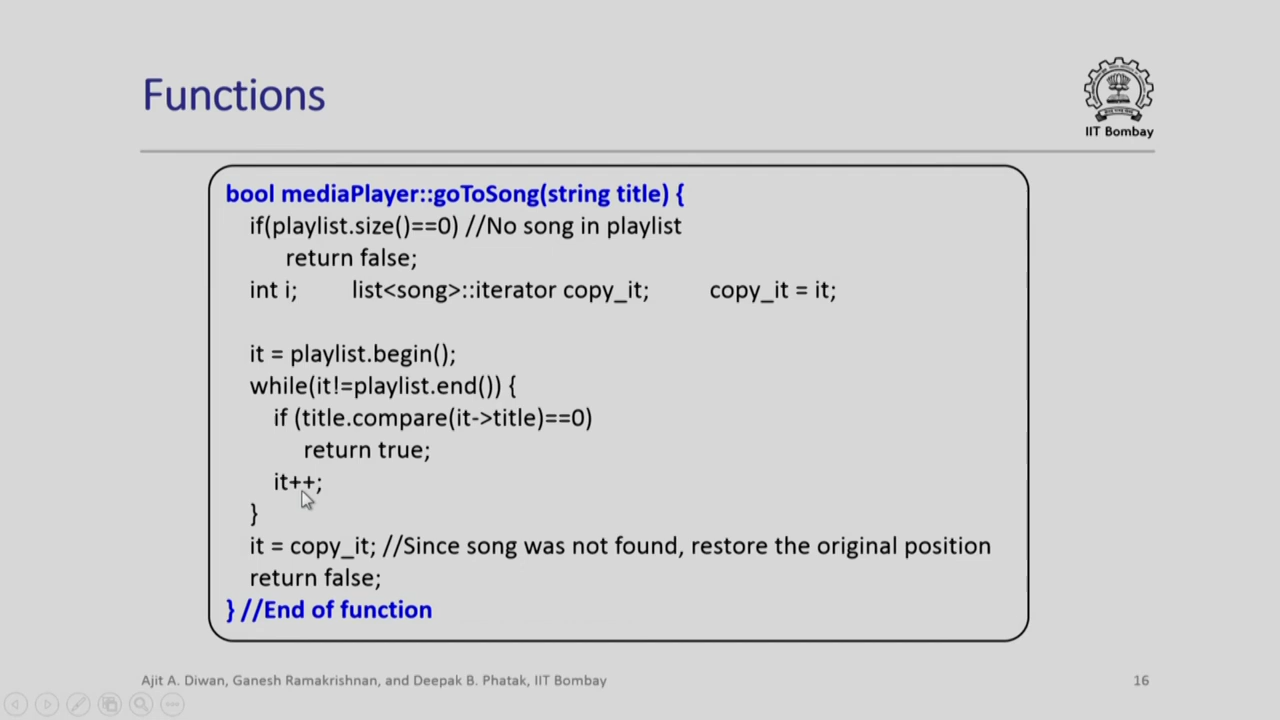 Functions
IIT Bombay
bool mediaPlayer::goToSong(string title) {
if(playlist.size()==0) //No song in playlist
return false;
int i; list<song>::iterator copy_it; copy_it = it;
it = playlist.begin();
while(it!=playlist.end()) {
if (title.compare(it->title)==0)
return true;
it++;
}
it = copy_it; //Since song was not found, restore the original position
return false;
} //End of function
Ajit A. Diwan, Ganesh Ramakrishnan, and Deepak B. Phatak, IIT Bombay 16